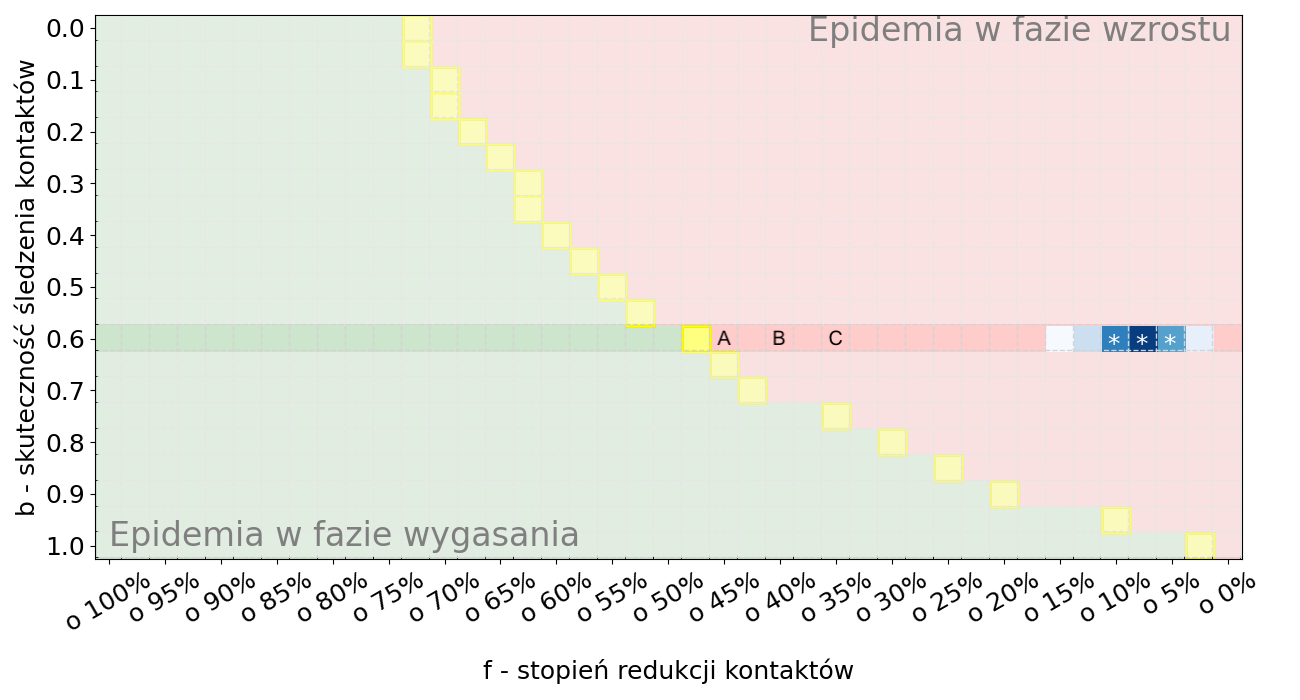 Epidemia w fazie wzrostu
b - skuteczność śledzenia kontaktów
0.0
0.1
0.2
0.3
0.4
0.5
0.6
0.7
0.8
0.9
1.0
A B C * * *
Epidemia w fazie wygasania
o 100% o 95% o 90% o 85% o 80% o 75% o 70% o 65% o 60% o 55% o 50% o 45% o 40% o 35% o 30% o 25% o 20% o 15% o 10% o 5% o 0%
f - stopień redukcji kontaktów